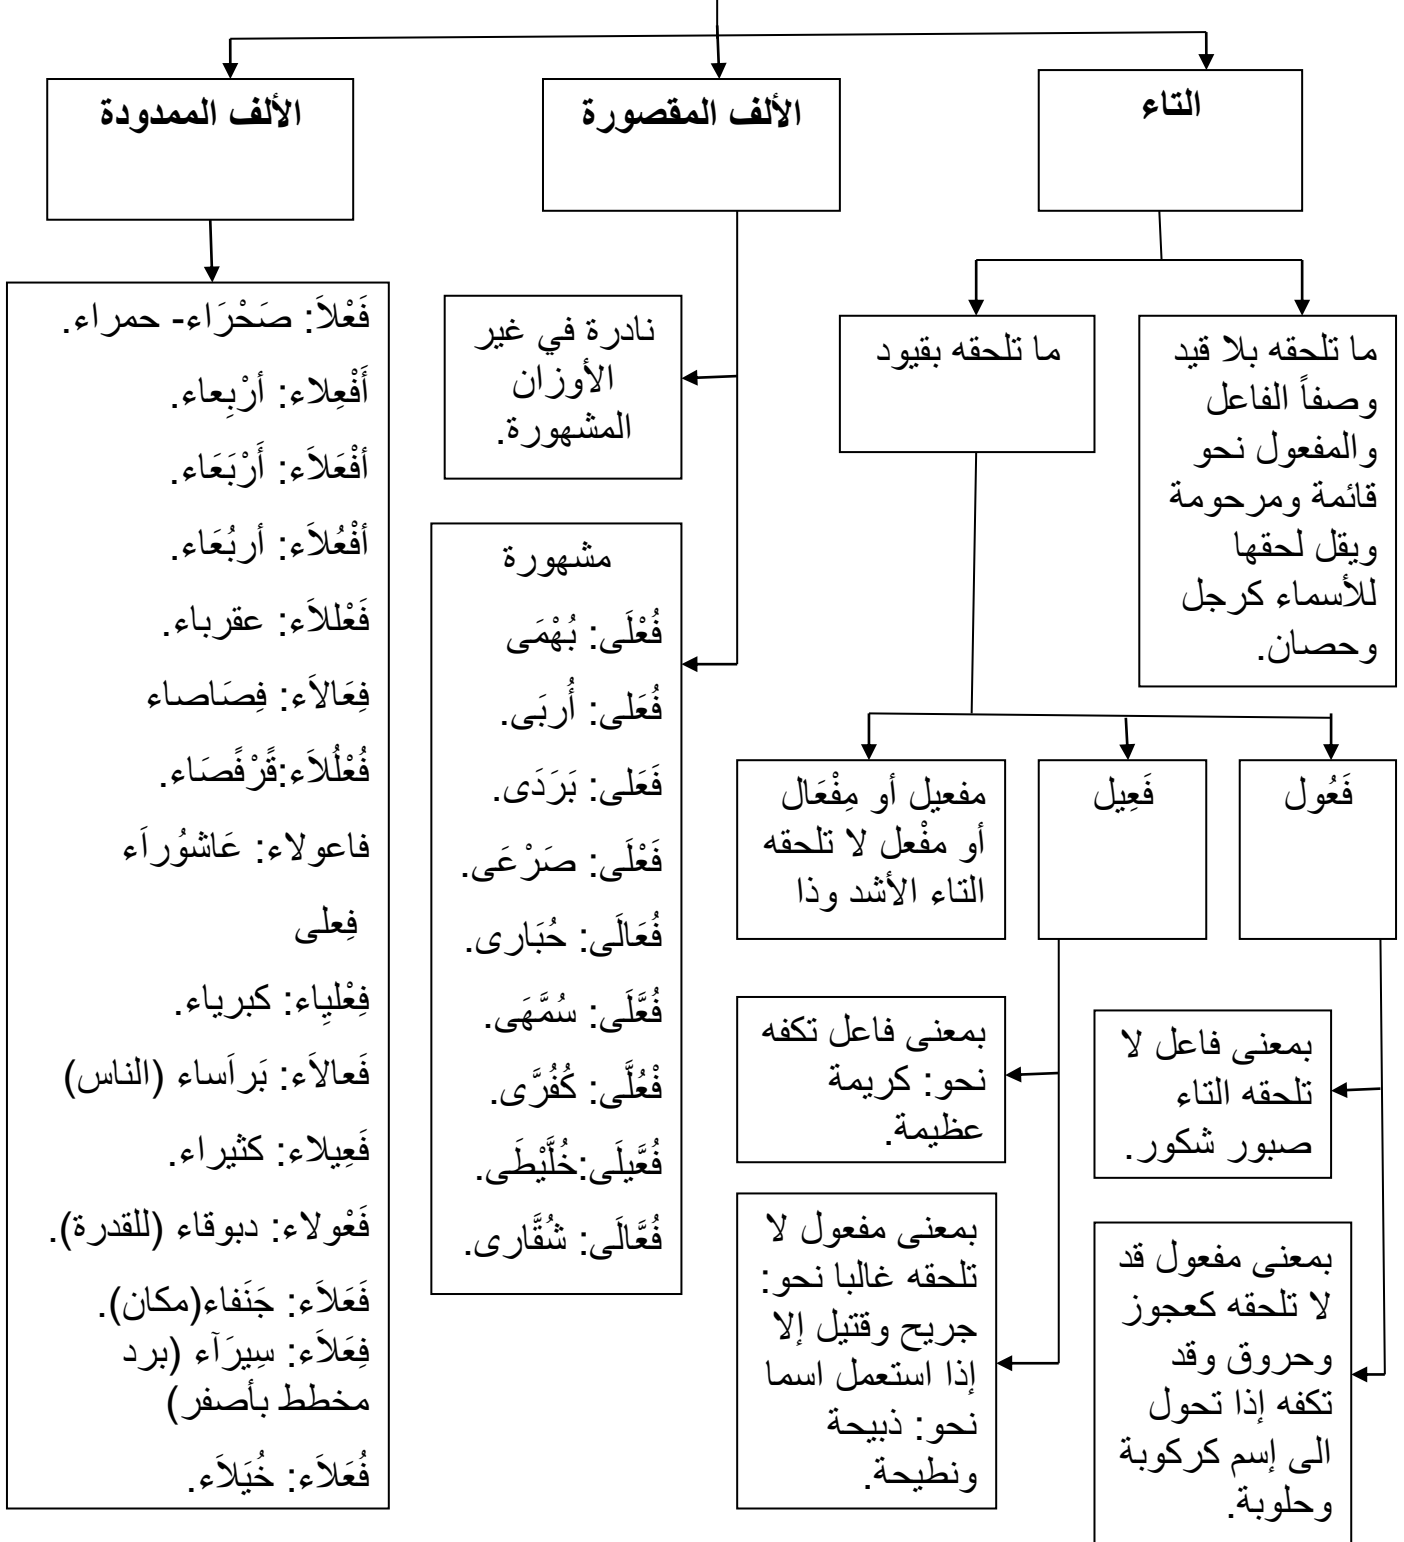 التاء
الألف المقصورة
الألف الممدودة
ما تلحقه بلا قيد
وصفاً الفاعل
والمفعول نحو
قائمة ومرحومة
ويقل لحقها
للأسماء كرجل
وحصان.
ما تلحقه بقيود
فَعُول
فَعِيل
مفعيل أو مِفْعَال
أو مفْعل لا تلحقه
التاء الأشد وذا
بمعنى فاعل لا
تلحقه التاء
صبور شكور.
بمعنى مفعول قد
لا تلحقه كعجوز
وحروق وقد
تكفه إذا تحول
الى إسم كركوبة
وحلوبة.
بمعنى فاعل تكفه
نحو: كريمة
عظيمة.
بمعنى مفعول لا
تلحقه غالبا نحو:
جريح وقتيل إلا
إذا استعمل اسما
نحو: ذبيحة
ونطيحة.
نادرة في غير
الأوزان
المشهورة.
مشهورة
فُعْلَى: بُهْمَى
فُعَلى: أُربَى.
فَعَلى: بَرَدَى.
فَعْلَى: صَرْعَى.
فُعَالَى: حُبَارى.
فُعَّلَى: سُمَّهَى.
فْعُلَّى: كُفُرَّى.
فُعَّيلَى:خُلَّيْطَى.
فُعَّالَى: شُقَّارى.
فَعْلاَ: صَحْرَاء- حمراء.
أَفْعِلاء: أرْبِعاء.
أفْعَلاَء: أَرْبَعَاء.
أفْعُلاَء: أربُعَاء.
فَعْللاَء: عقرباء.
فِعَالاَء: فِصَاصاء
فُعْلُلاَء:قًرْفًصَاء.
فاعولاء: عَاشوُراَء
فِعلى
فِعْليِاء: كبرياء.
فَعالاَء: بَراَساء (الناس)
فَعِيلاء: كثيراء.
فَعْولاء: دبوقاء (للقدرة).
فَعَلاَء: جَنَفاء(مكان).
فِعَلاَء: سِيرَآء (برد
مخطط بأصفر)
فُعَلاَء: خُيَلاَء.